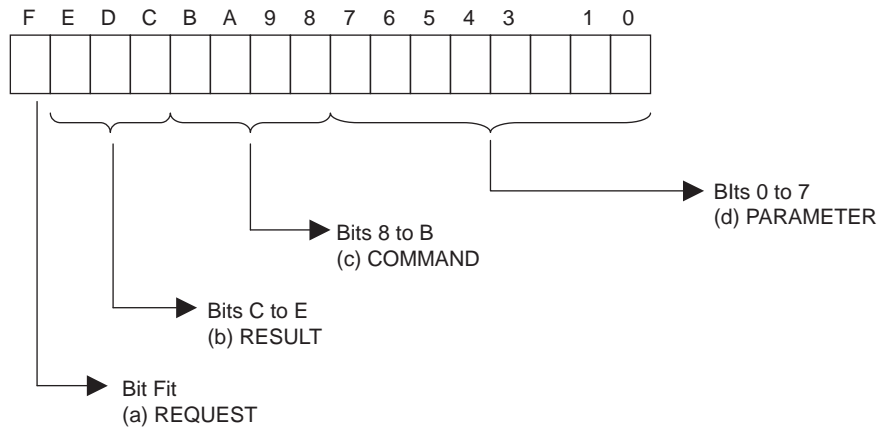 F E D C B A 9 8 7 6 5 4 3 1 0
BIts 0 to 7
(d) PARAMETER
Bits 8 to B
(c) COMMAND
Bits C to E
(b) RESULT
Bit Fit
(a) REQUEST